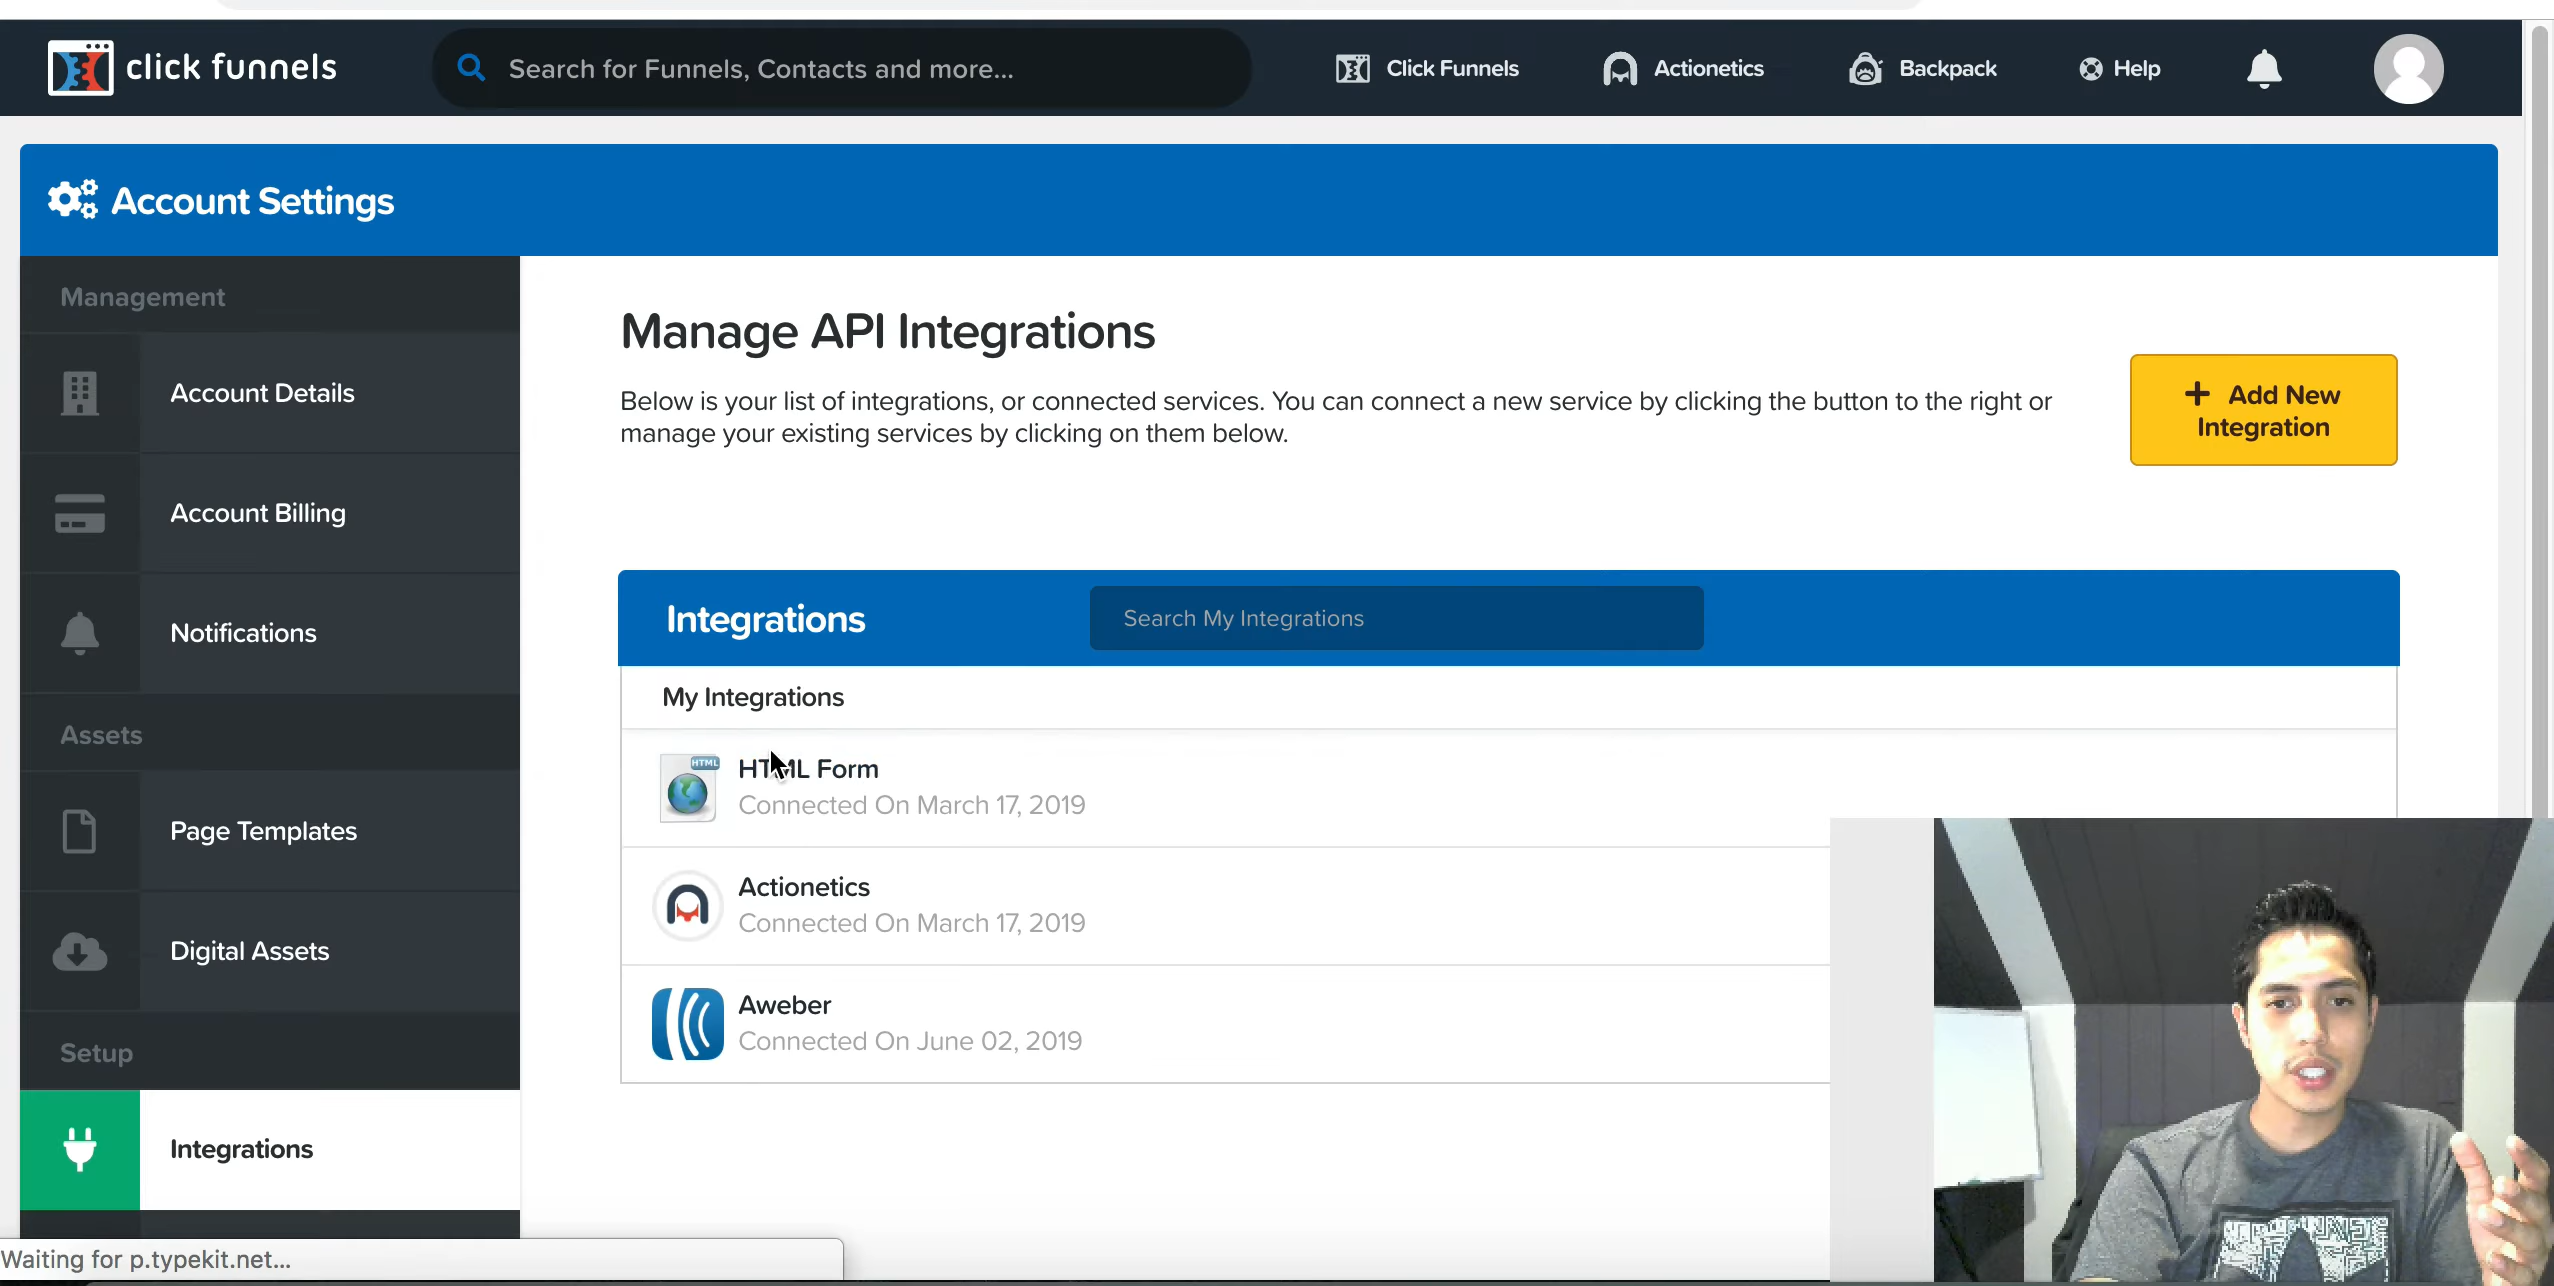 click funnels
Search for Funnels, Contacts and more...
Click Funnels
Actionetics
Backpack
Help
Account Settings
Management
Account Details
Account Billing
Notifications
Assets
Page Templates
Digital Assets
Setup
Integrations
Manage API Integrations
Below is your list of integrations, or connected services. You can connect a new service by clicking the button to the right or
manage your existing services by clicking on them below.
+ Add New
Integration
Integrations
Search My Integrations
My Integrations
HTML
HTML Form
Connected On March 17, 2019
Actionetics
Connected On March 17, 2019
Aweber
Connected On June 02, 2019
Waiting for p.typekit.net...